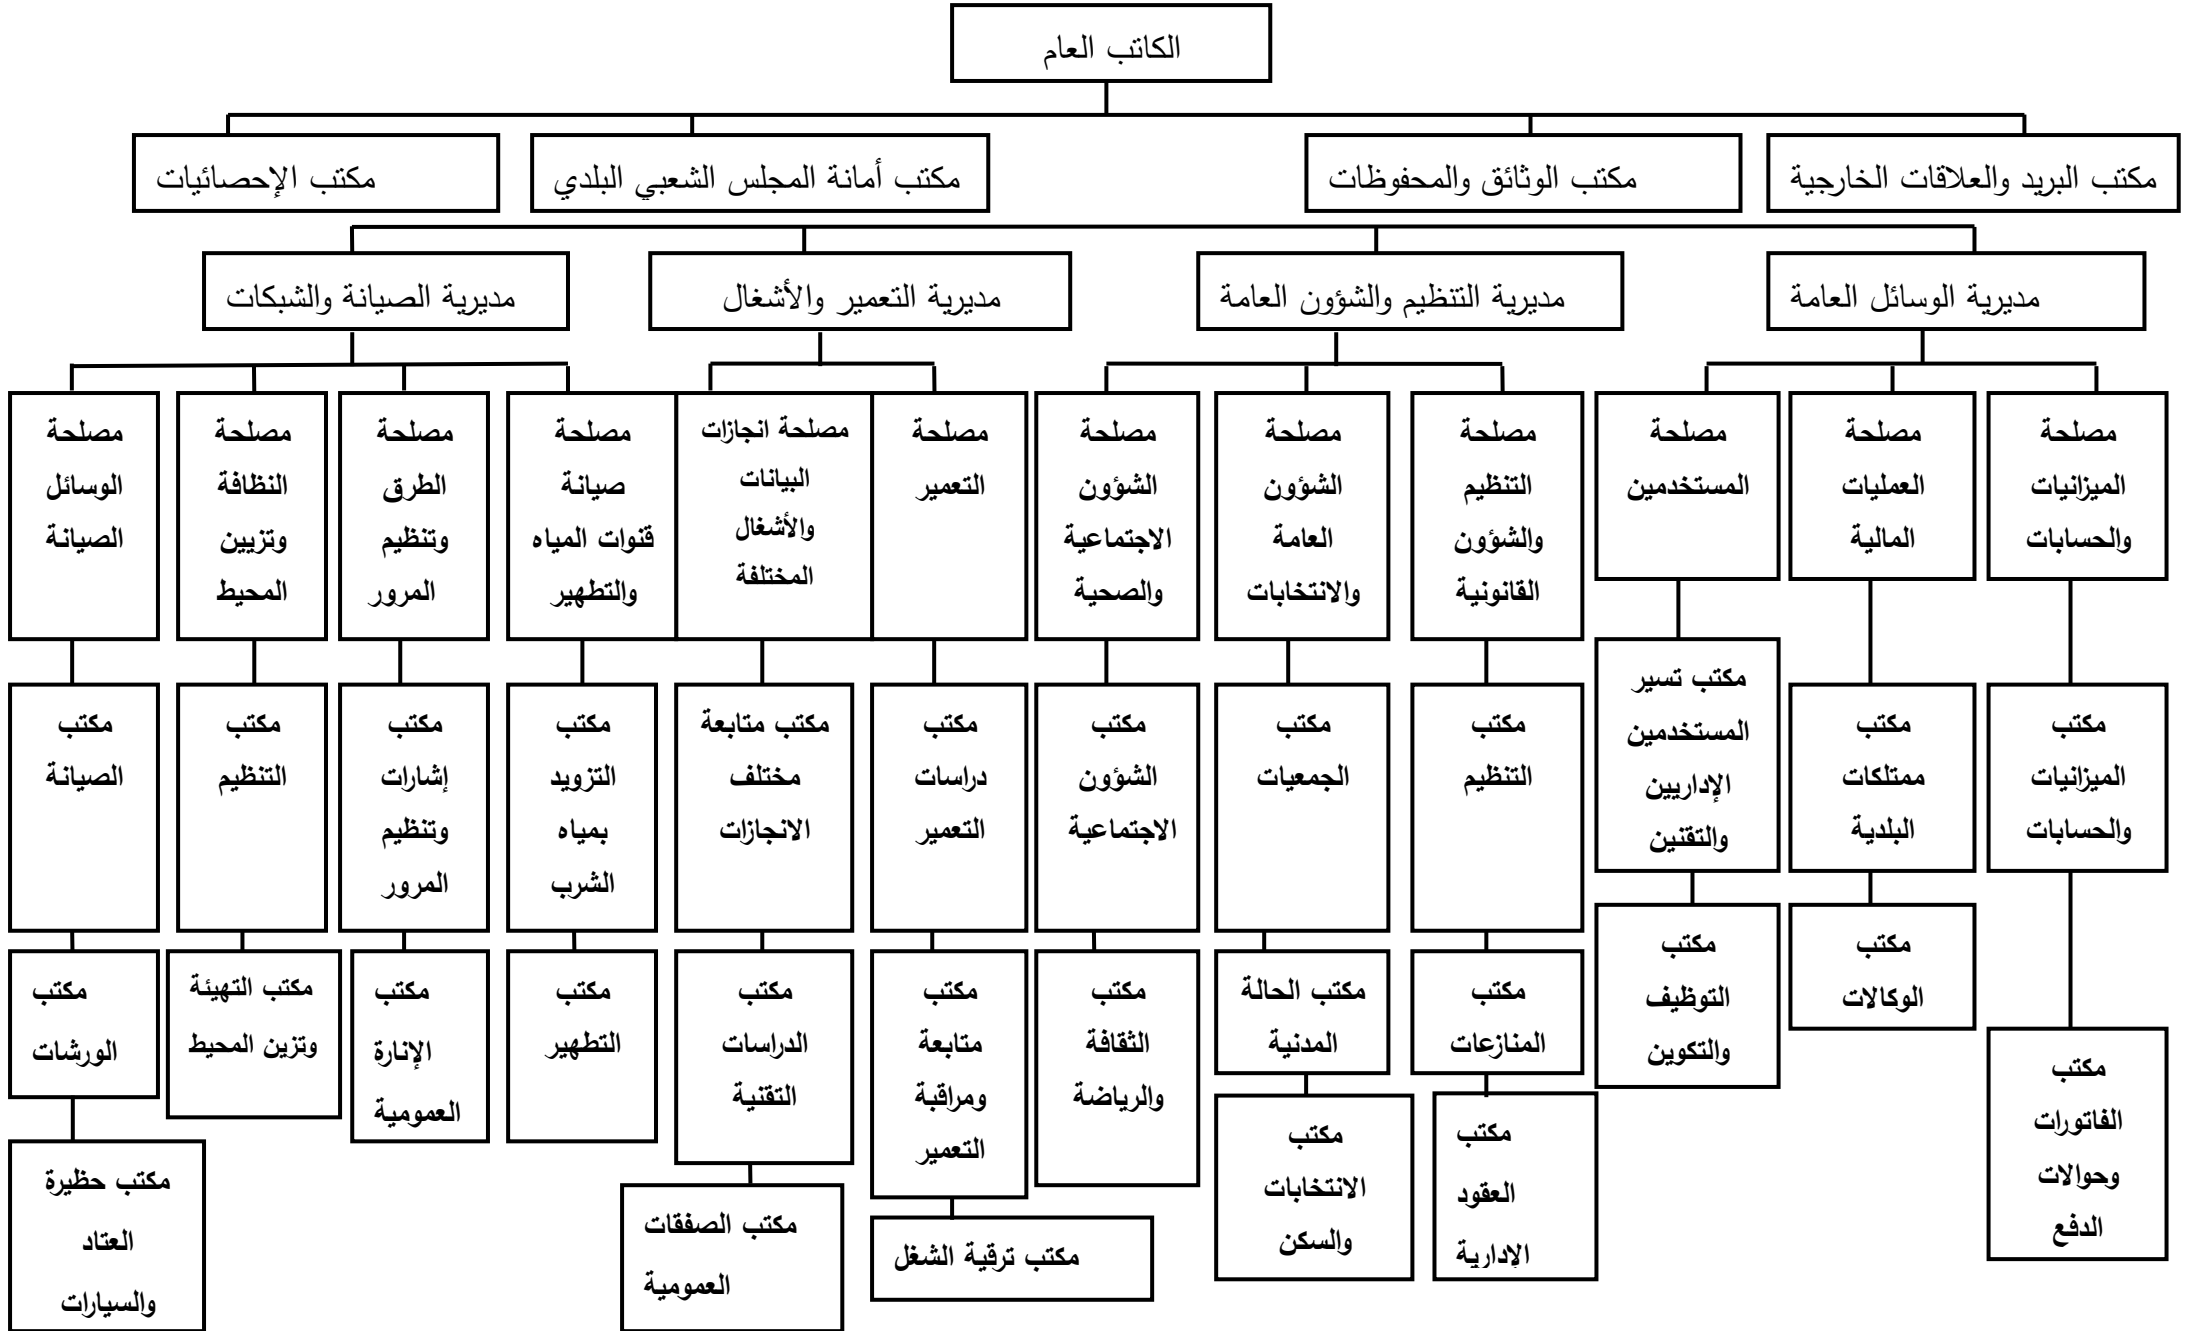 الكاتب العام
مكتب البريد والعلاقات الخارجية
مكتب الوثائق والمحفوظات
مكتب أمانة المجلس الشعبي البلدي
مكتب الإحصائيات
مديرية الوسائل العامة
مديرية التنظيم والشؤون العامة
مديرية التعمير والأشغال
مديرية الصيانة والشبكات
مصلحة
الميزانيات
والحسابات
مصلحة
العمليات
المالية
مصلحة
المستخدمين
مصلحة
التنظيم
والشؤون
القانونية
مصلحة
الشؤون
العامة
والانتخابات
مصلحة
الشؤون
الاجتماعية
والصحية
مصلحة
التعمير
مصلحة انجازات
البيانات
والأشغال
المختلفة
مصلحة
صيانة
قنوات المياه
والتطهير
مصلحة
الطرق
وتنظيم
المرور
مصلحة
النظافة
وتزيين
المحيط
مصلحة
الوسائل
الصيانة
مكتب
الميزانيات
والحسابات
مكتب
ممتلكات
البلدية
مكتب تسير
المستخدمين
الإداريين
والتقنين
مكتب
التنظيم
مكتب
الجمعيات
مكتب
الشؤون
الاجتماعية
مكتب
دراسات
التعمير
مكتب متابعة
مختلف
الانجازات
مكتب
التزويد
بمياه
الشرب
مكتب
إشارات
وتنظيم
المرور
مكتب
التنظيم
مكتب
الصيانة
مكتب
الفاتورات
وحوالات
الدفع
مكتب
الوكالات
مكتب
التوظيف
والتكوين
مكتب
المنازعات
مكتب الحالة
المدنية
مكتب
الثقافة
والرياضة
مكتب
متابعة
ومراقبة
التعمير
مكتب
الدراسات
التقنية
مكتب
التطهير
مكتب
الإنارة
العمومية
مكتب التهيئة
وتزين المحيط
مكتب
الورشات
مكتب
العقود
الإدارية
مكتب
الانتخابات
والسكن
مكتب ترقية الشغل
مكتب الصفقات
العمومية
مكتب حظيرة
العتاد
والسيارات